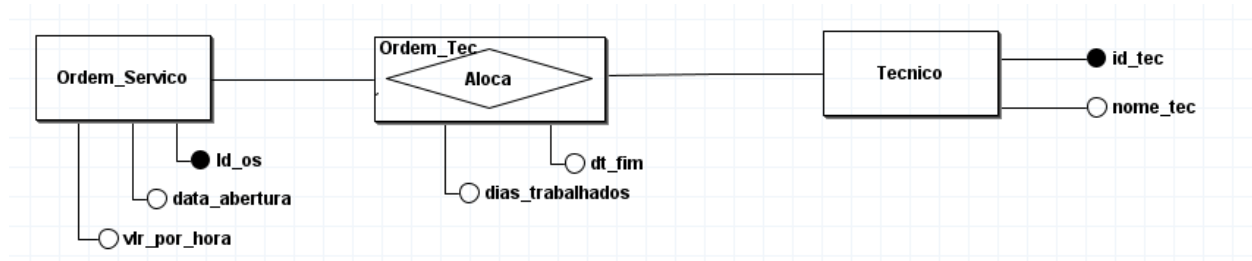 Ordem_Servico
Id_os
data_abertura
vlr_por_hora
Ordem_Tec
Aloca
dt_fim
dias_trabalhados
Tecnico
id_tec
nome_tec